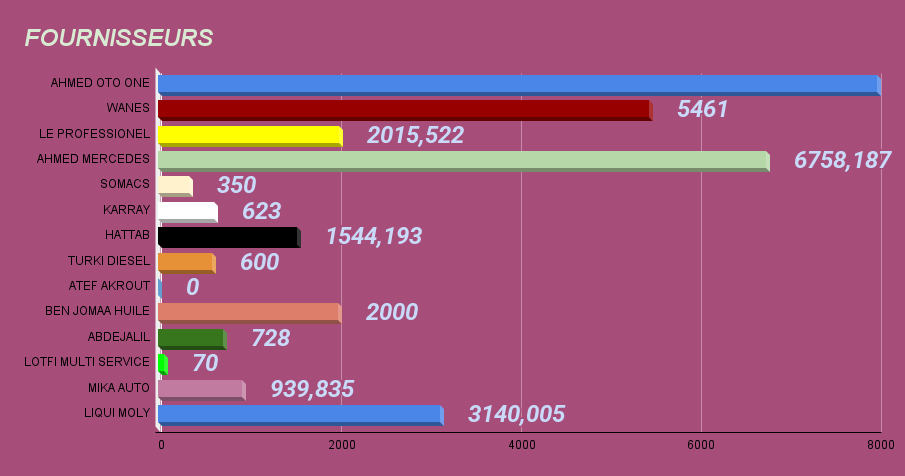 FOURNISSEURS
AHMED OTO ONE
WANES 5461
LE PROFESSIONEL 2015,522
AHMED MERCEDES 6758,187
SOMACS 350
KARRAY 623
HATTAB 1544,193
TURKI DIESEL 600
ATEF AKROUT 0
BEN JOMAA HUILE 2000
ABDEJALIL 728
LOTFI MULTI SERVICE 70
MIKA AUTO 939,835
LIQUI MOLY 3140,005
0 2000 4000 6000 8000